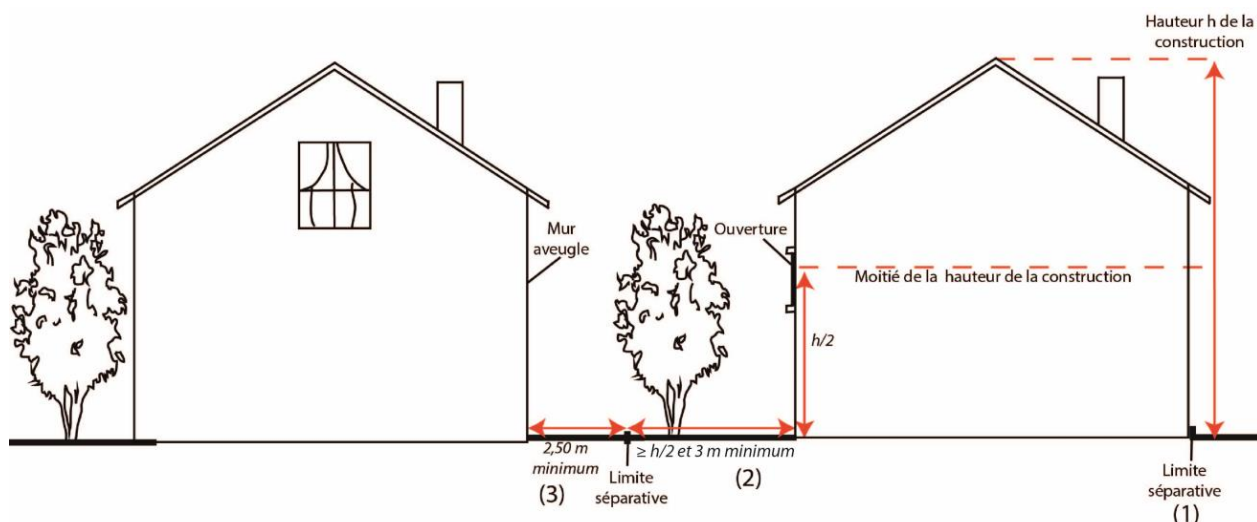 Hauteur h de la
construction
Mur
aveugle
Ouverture
Moitié de la hauteur de la construction
h/2
2,50 m
minimum
(3)
Limite
séparative
≥ h/2 et 3 m minimum
(2)
Limite
séparative
(1)